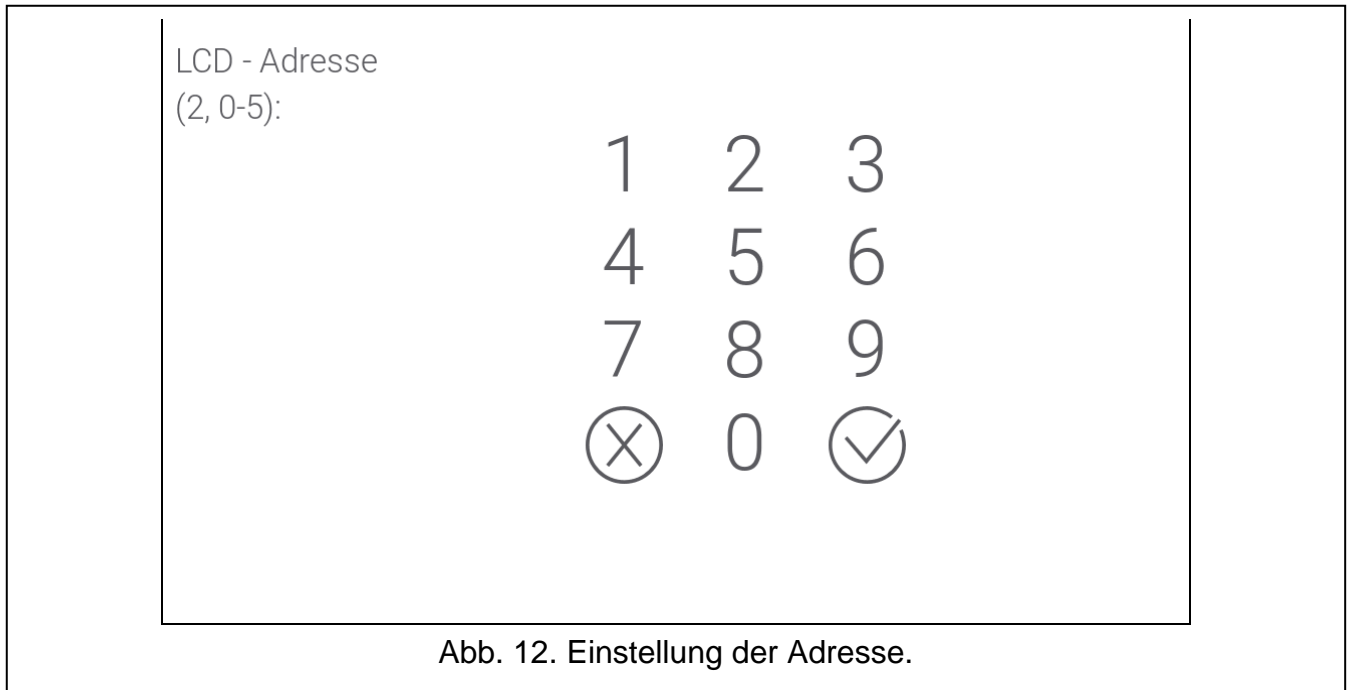 LCD - Adresse
(2, 0-5):
1 2 3
4 5 6
7 8 9
0
Abb. 12. Einstellung der Adresse.